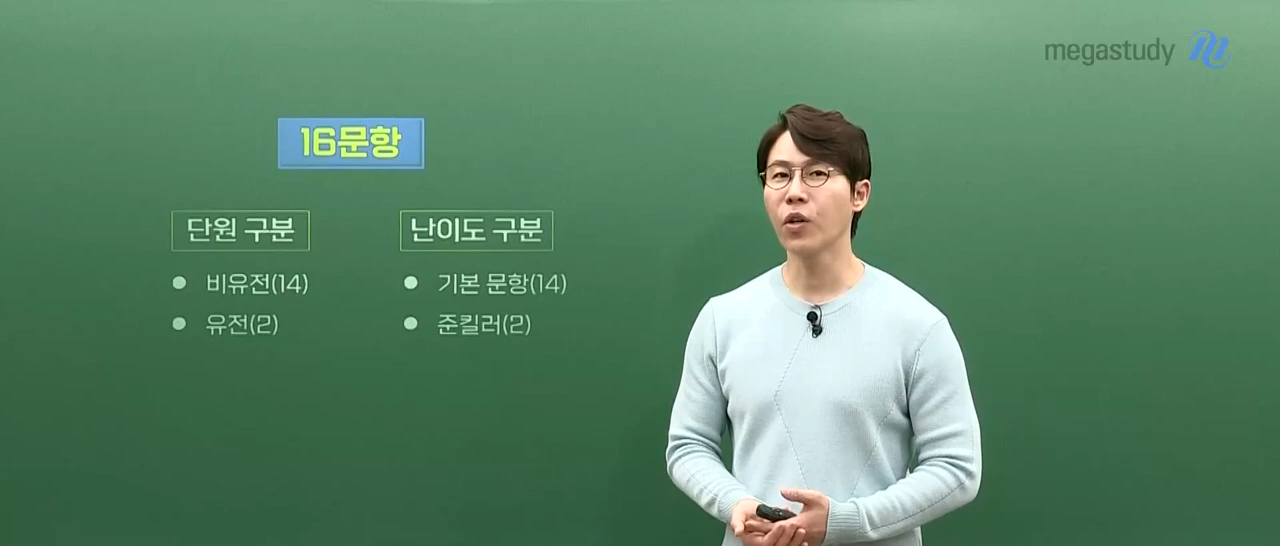 megastudy
16문항
단원 구분
난이도 구분
비유전(14)
기본 문항(14)
유전(2)
준킬러(2)